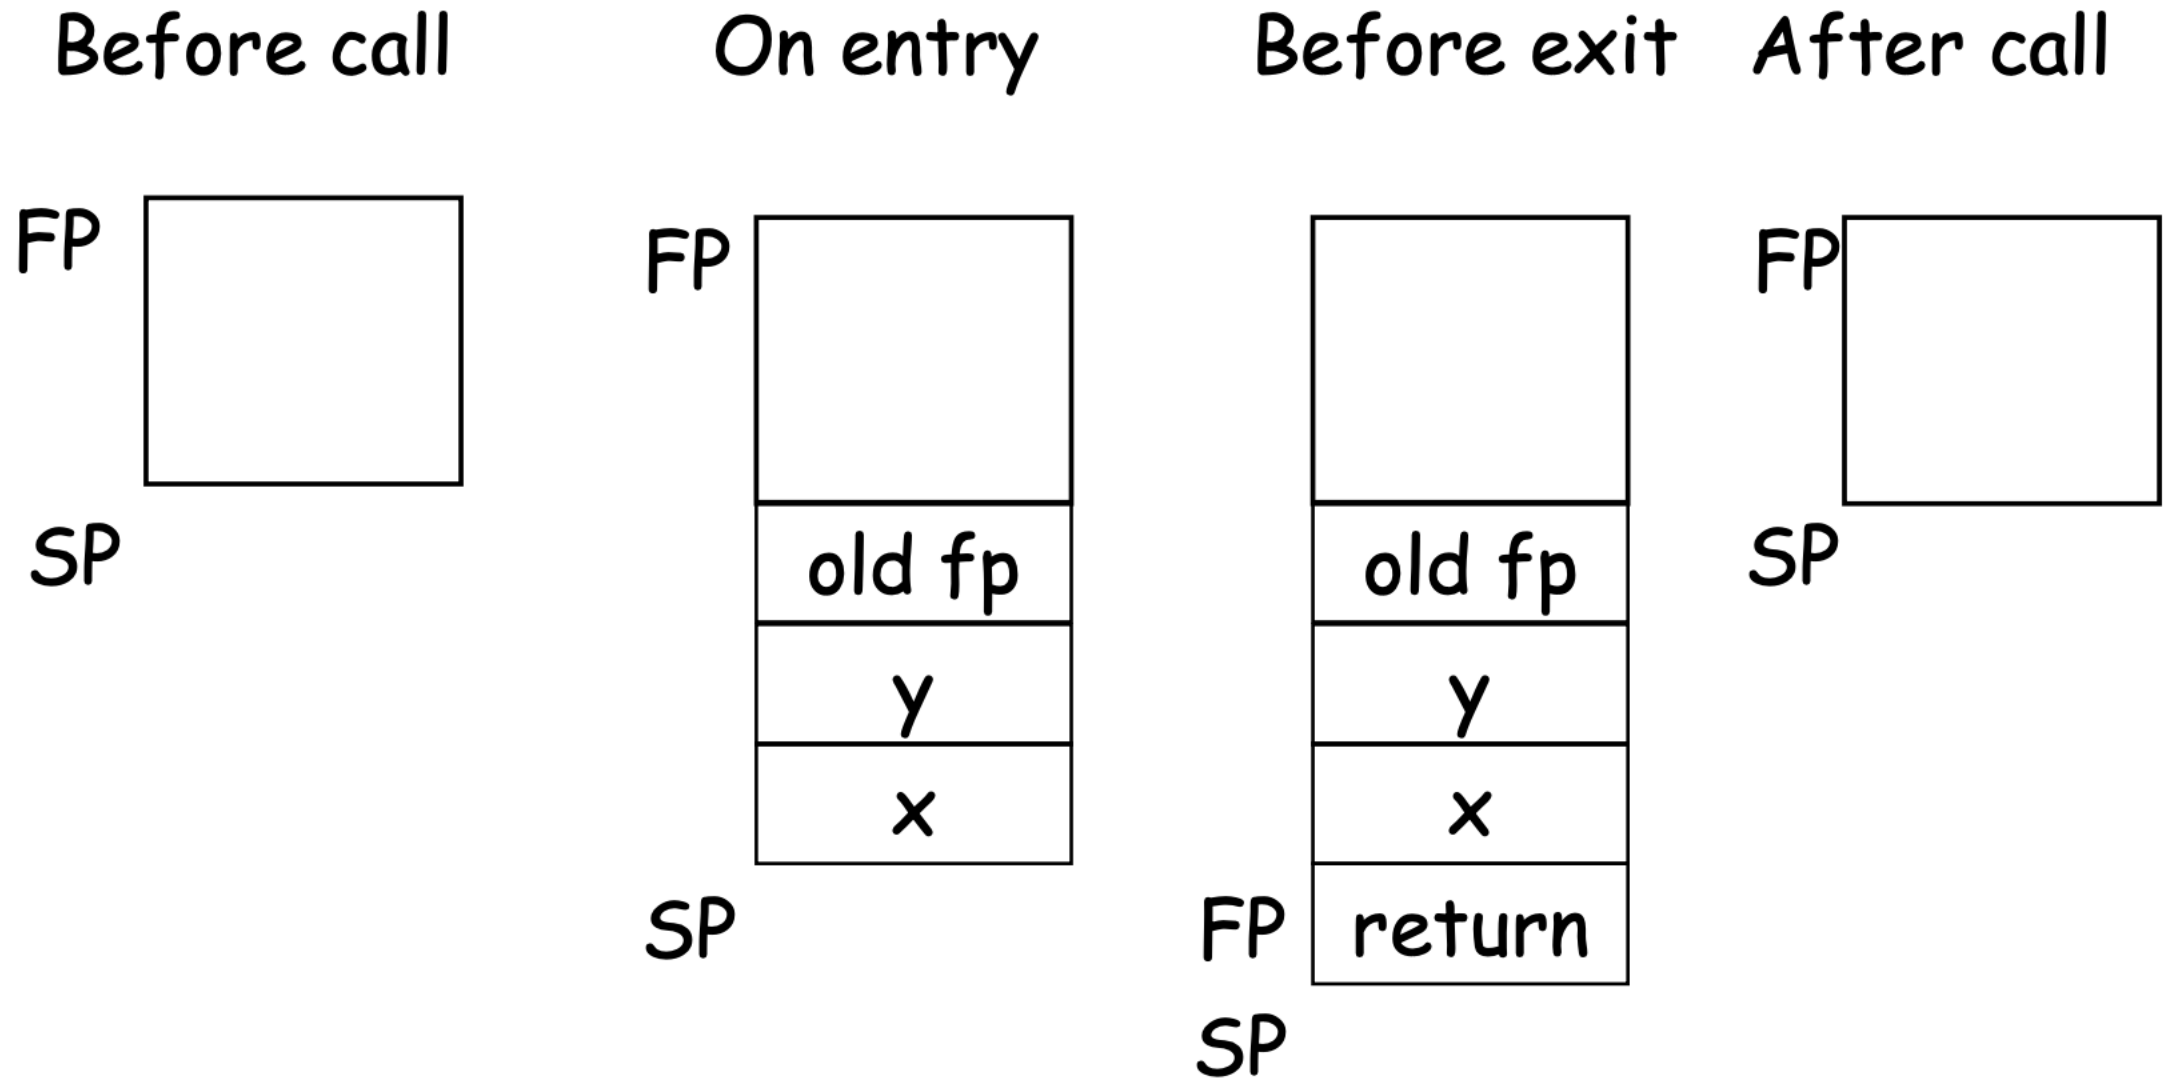 Before call
On entry
Before exit
After call
FP
SP
FP
old fp
y
x
SP
old fp
y
x
FP
return
SP
FP
SP